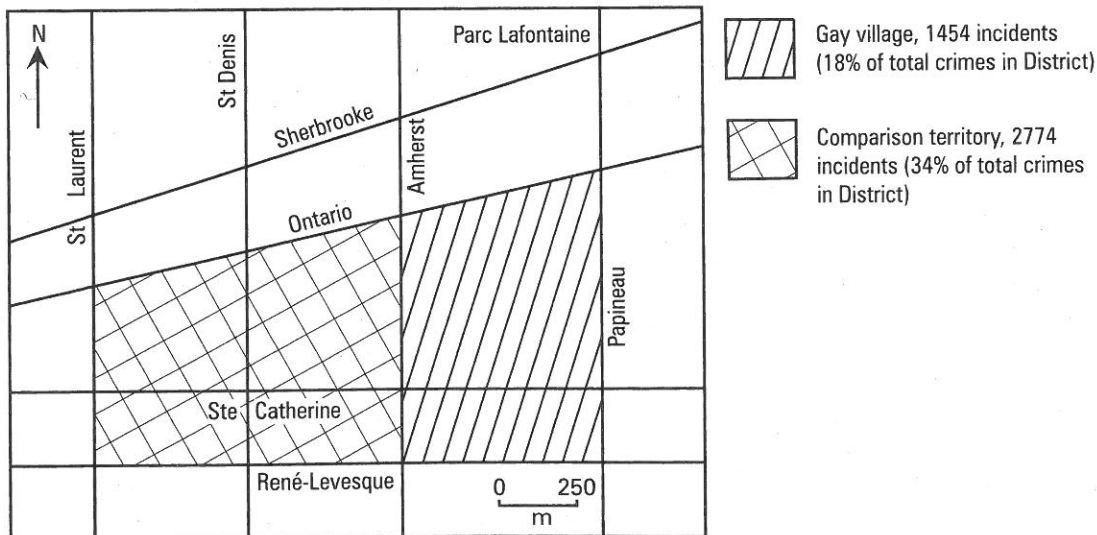 N
St Laurent
St Denis
Sherbrooke
Parc Lafontaine
Amherst
Ontario
Papineau
Ste Catherine
René-Levesque
0 250
m
Gay village, 1454 incidents
(18% of total crimes in District)
Comparison territory, 2774
incidents (34% of total crimes
in District)